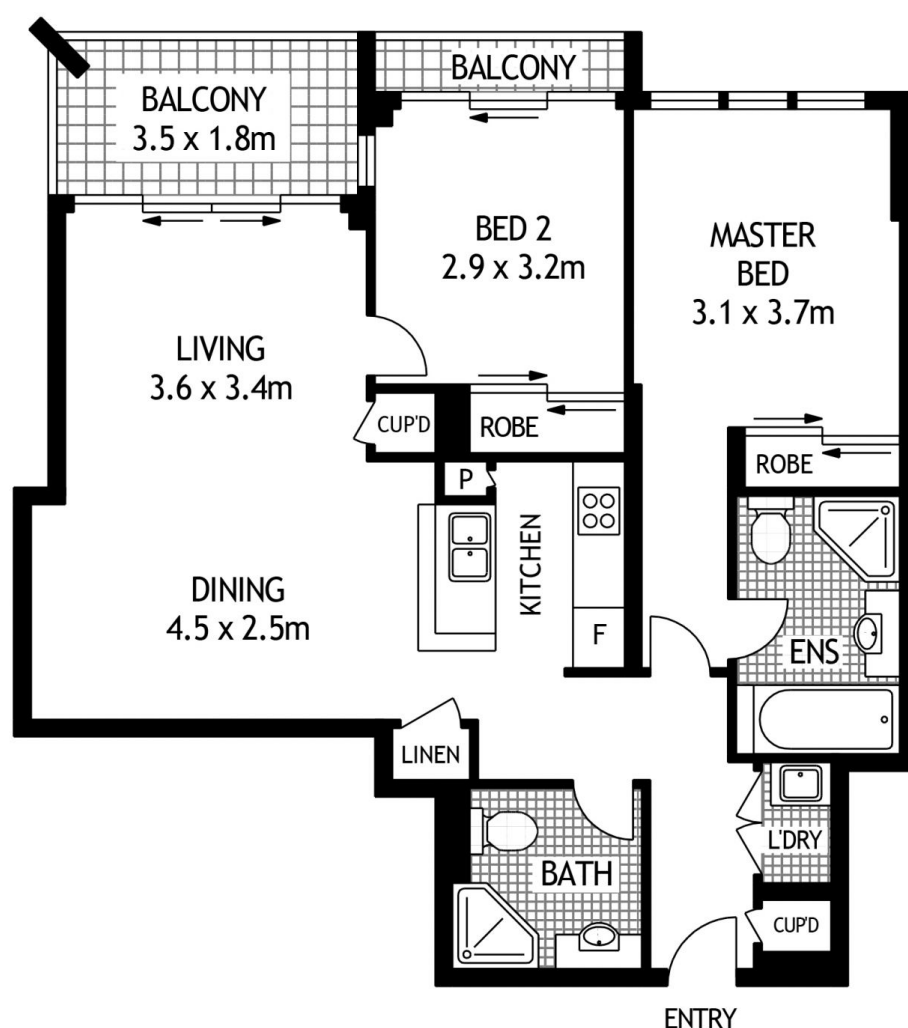 BALCONY
3.5 x 1.8m
BALCONY
BED 2
2.9 x 3.2m
MASTER
BED
3.1 x 3.7m
LIVING
3.6 x 3.4m
CUP'D
ROBE
ROBE
P
KITCHEN
DINING
4.5 x 2.5m
F
ENS
LINEN
L'DRY
BATH
CUP'D
ENTRY